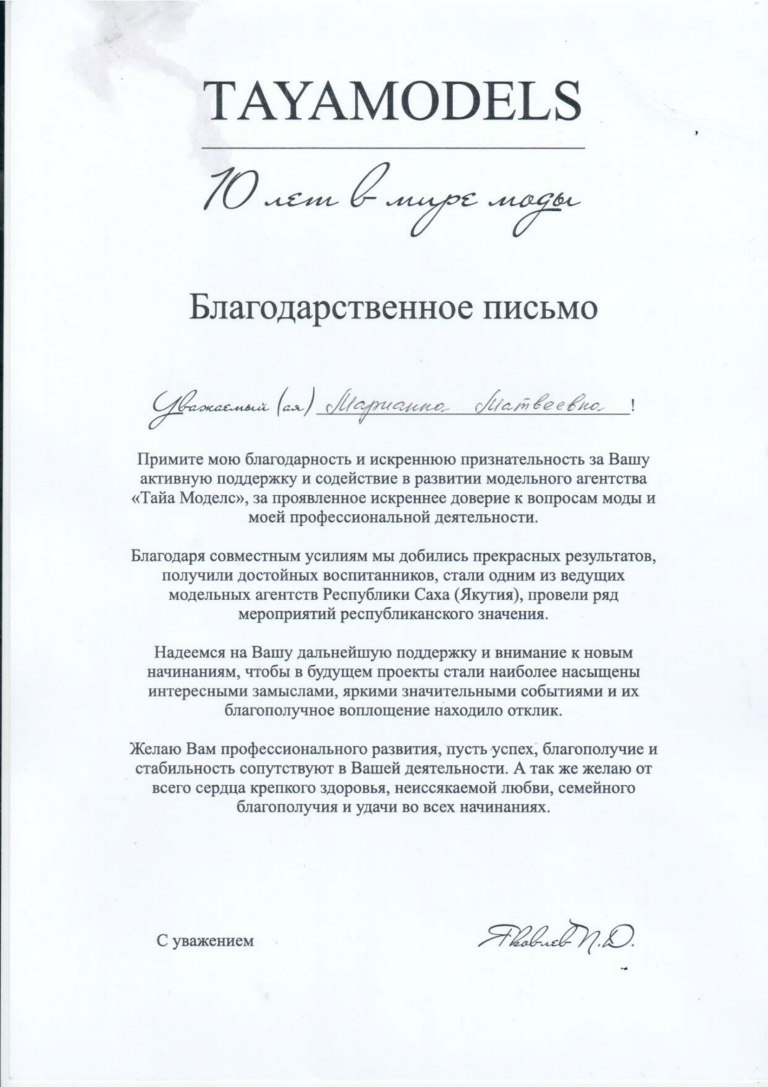 TAYAMODELS
10 лет в мире моды
Благодарственное письмо
Уважаемый (ая) Марианна Матвеевна !
Примите мою благодарность и искреннюю признательность за Вашу
активную поддержку и содействие в развитии модельного агентства
«Тайа Моделс», за проявленное искреннее доверие к вопросам моды и
моей профессиональной деятельности.
Благодаря совместным усилиям мы добились прекрасных результатов,
получили достойных воспитанников, стали одним из ведущих
модельных агентств Республики Саха (Якутия), провели ряд
мероприятий республиканского значения.
Надеемся на Вашу дальнейшую поддержку и внимание к новым
начинаниям, чтобы в будущем проекты стали наиболее насыщены
интересными замыслами, яркими значительными событиями и их
благополучное воплощение находило отклик.
Желаю Вам профессионального развития, пусть успех, благополучие и
стабильность сопутствуют в Вашей деятельности. А так же желаю от
всего сердца крепкого здоровья, неиссякаемой любви, семейного
благополучия и удачи во всех начинаниях.
С уважением Яковлев П.Д.